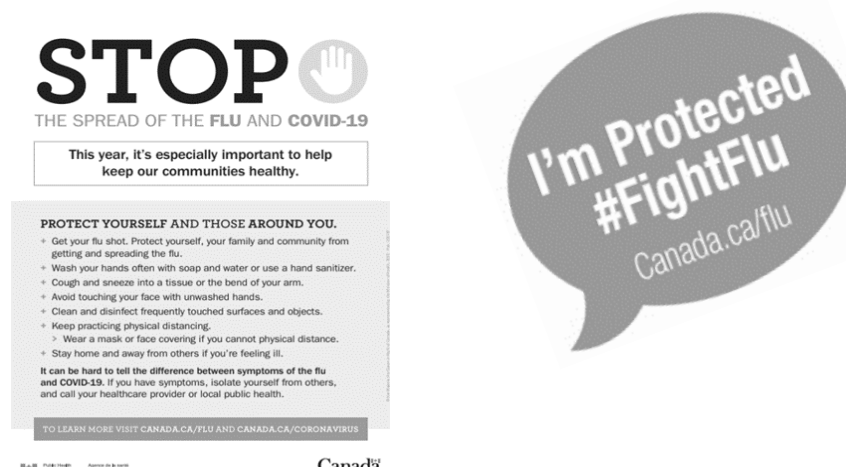 STOP
THE SPREAD OF THE FLU AND COVID-19
This year, it's especially important to help
keep our communities healthy.
PROTECT YOURSELF AND THOSE AROUND YOU.
+ Get your flu shot. Protect yourself, your family and community from
getting and spreading the flu.
+ Wash your hands often with soap and water or use a hand sanitizer.
+ Cough and sneeze into a tissue or the bend of your arm.
+ Avoid touching your face with unwashed hands.
+ Clean and disinfect frequently touched surfaces and objects.
+ Keep practicing physical distancing.
> Wear a mask or face covering if you cannot physical distance.
+ Stay home and away from others if you're feeling ill.
It can be hard to tell the difference between symptoms of the flu
and COVID-19. If you have symptoms, isolate yourself from others,
and call your healthcare provider or local public health.
TO LEARN MORE VISIT CANADA.CA/FLU AND CANADA.CA/CORONAVIRUS
Canada
I'm Protected
#FightFlu
Canada.ca/flu